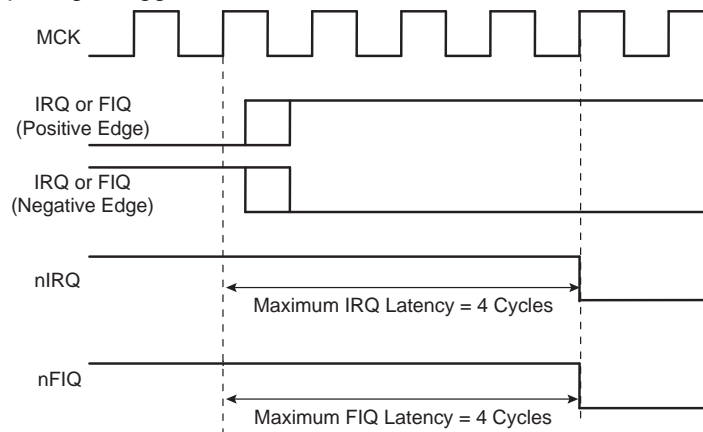 MCK
IRQ or FIQ
(Positive Edge)
IRQ or FIQ
(Negative Edge)
nIRQ
Maximum IRQ Latency = 4 Cycles
nFIQ
Maximum FIQ Latency = 4 Cycles